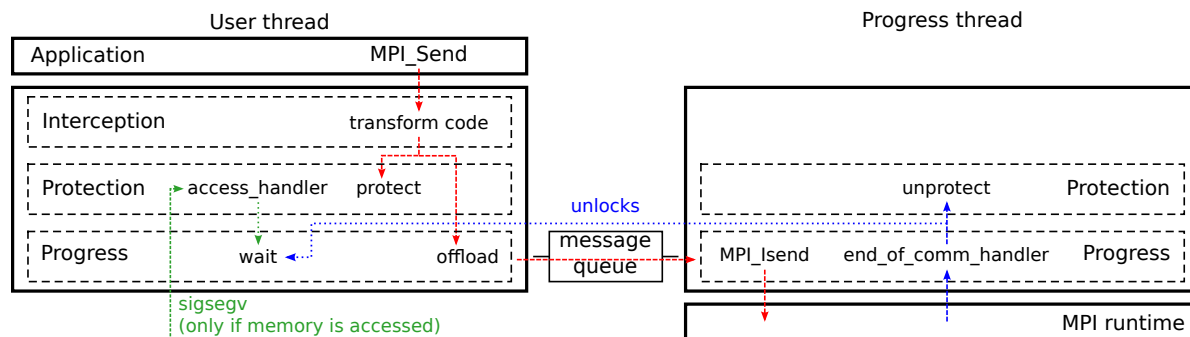 User thread
Progress thread
Application
MPI_Send
Interception
transform code
Protection
access_handler
protect
unprotect
Protection
unlocks
Progress
wait
offload
message
queue
MPI_Isend
end_of_comm_handler
Progress
sigsegv
(only if memory is accessed)
MPI runtime